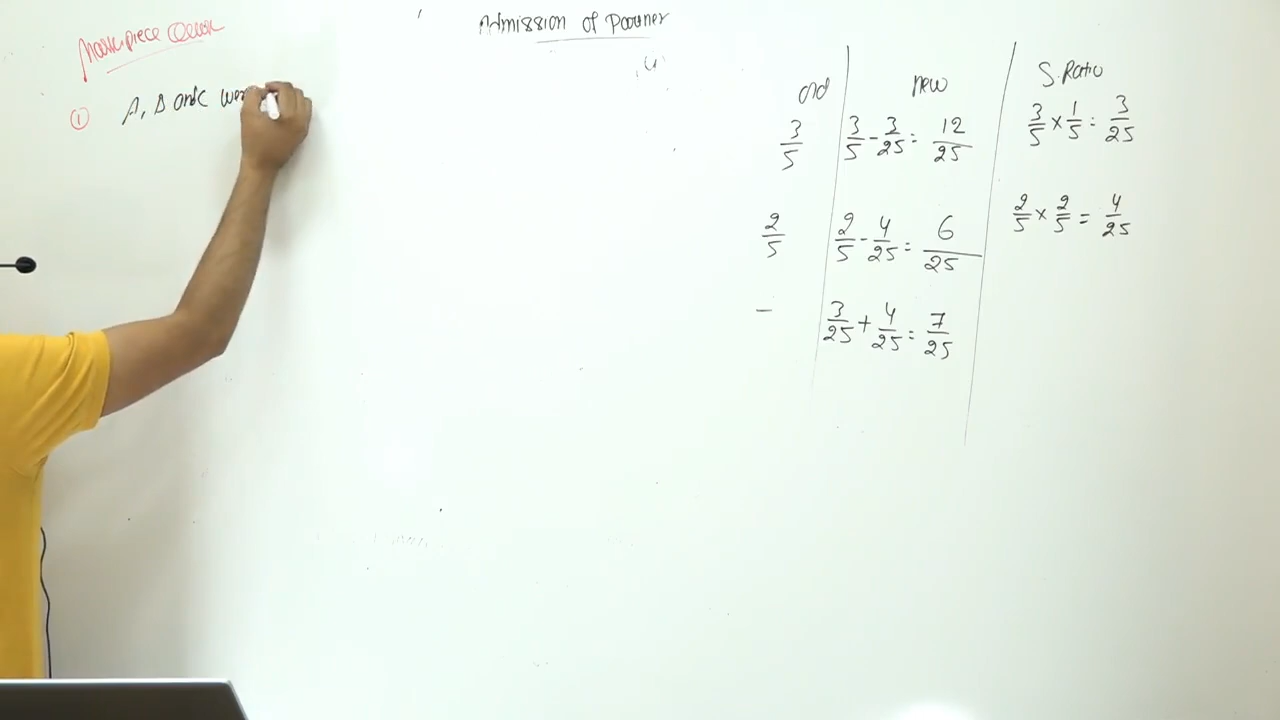 Admission of Partner
Masterpiece
① A, B and C wer
old new S. Ratio
3/5 3/5 - 3/25 = 12/25 3/5 × 1/5 = 3/25
2/5 2/5 - 4/25 = 6/25 2/5 × 2/5 = 4/25
— 3/25 + 4/25 = 7/25